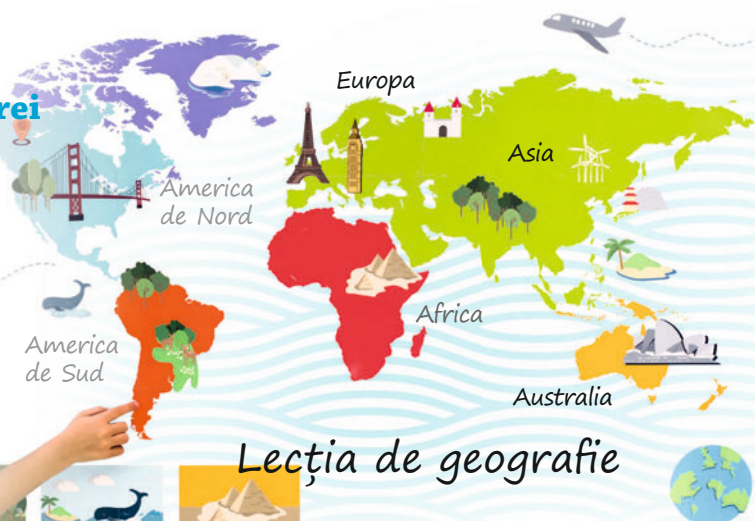 rei
Europa
Asia
America
de Nord
Africa
America
de Sud
Australia
Lecția de geografie